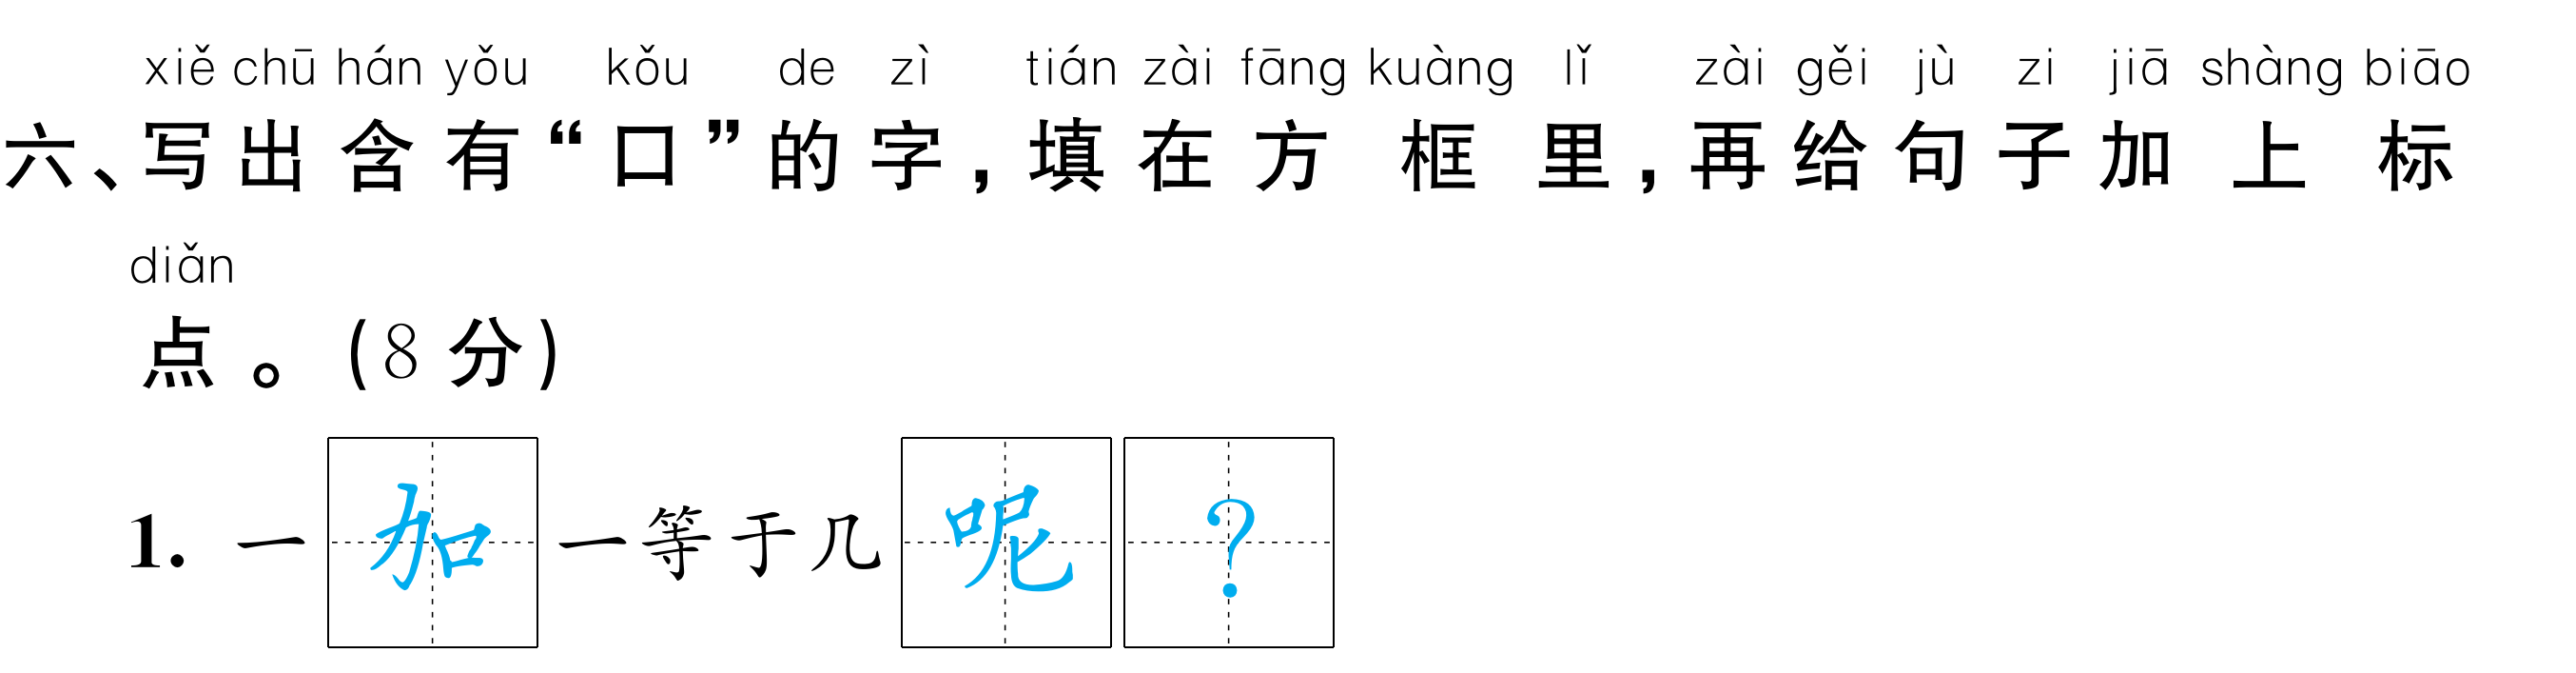 xiě chū hán yǒu kǒu de zì tián zài fāng kuàng lǐ zài gěi jù zi jiā shàng biāo
六、写出含有“口”的字,填在方框里,再给句子加上标
diǎn
点。(8分)
1. 一加一等于几呢?